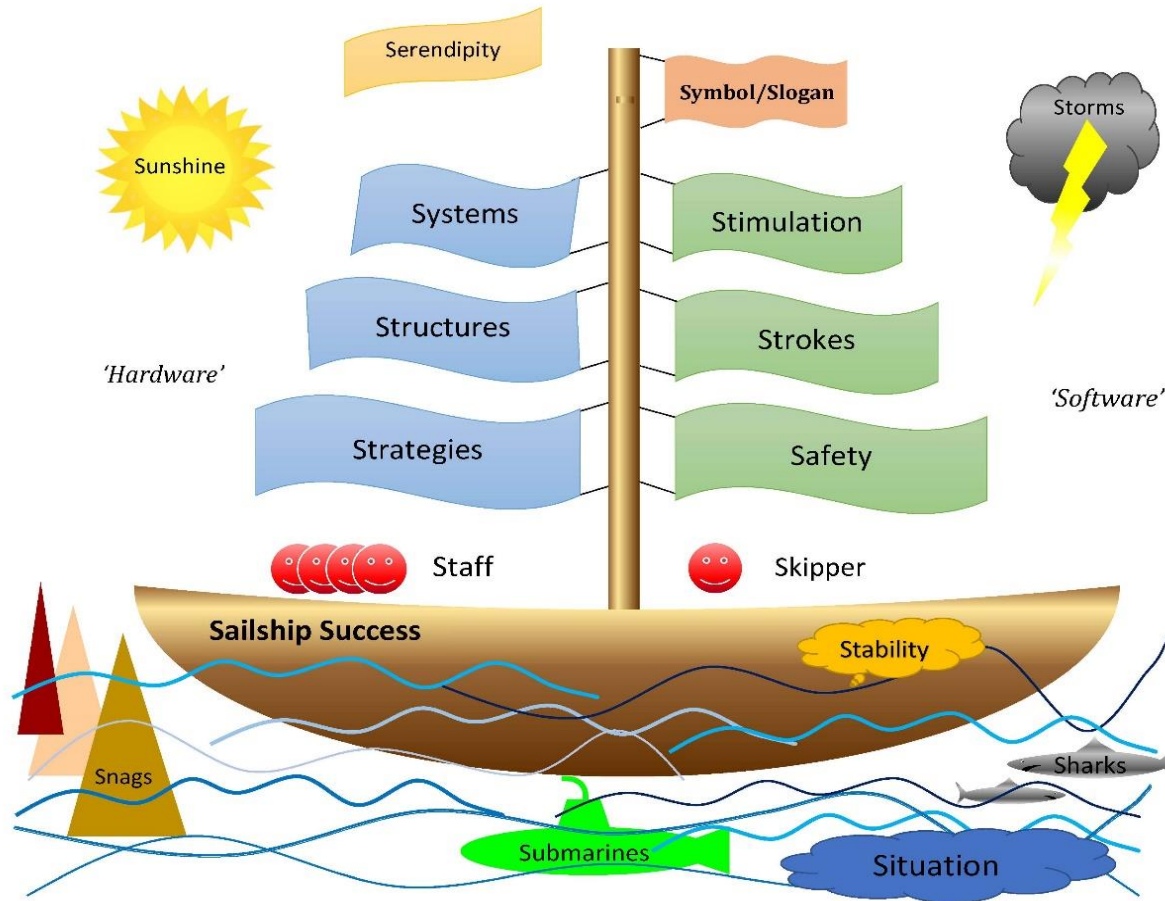 Serendipity
Symbol/Slogan
Sunshine
Storms
Systems
Stimulation
Structures
Strokes
‘Hardware’
‘Software’
Strategies
Safety
Staff
Skipper
Sailship Success
Stability
Snags
Sharks
Submarines
Situation